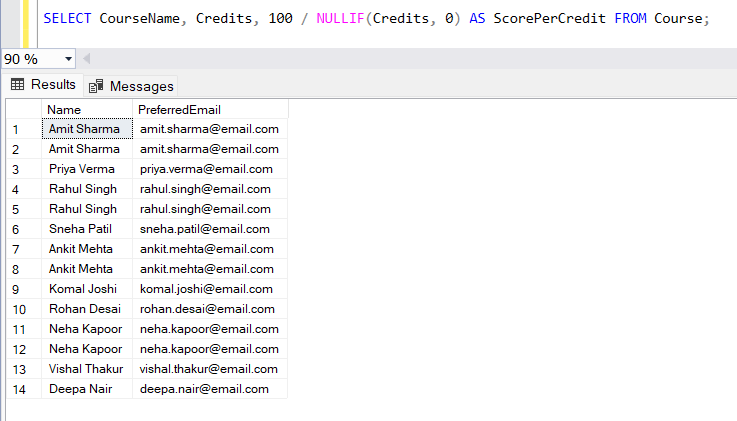 SELECT CourseName, Credits, 100 / NULLIF(Credits, 0) AS ScorePerCredit FROM Course;
90 %
Results Messages
Name PreferredEmail
1 Amit Sharma amit.sharma@email.com
2 Amit Sharma amit.sharma@email.com
3 Priya Verma priya.verma@email.com
4 Rahul Singh rahul.singh@email.com
5 Rahul Singh rahul.singh@email.com
6 Sneha Patil sneha.patil@email.com
7 Ankit Mehta ankit.mehta@email.com
8 Ankit Mehta ankit.mehta@email.com
9 Komal Joshi komal.joshi@email.com
10 Rohan Desai rohan.desai@email.com
11 Neha Kapoor neha.kapoor@email.com
12 Neha Kapoor neha.kapoor@email.com
13 Vishal Thakur vishal.thakur@email.com
14 Deepa Nair deepa.nair@email.com